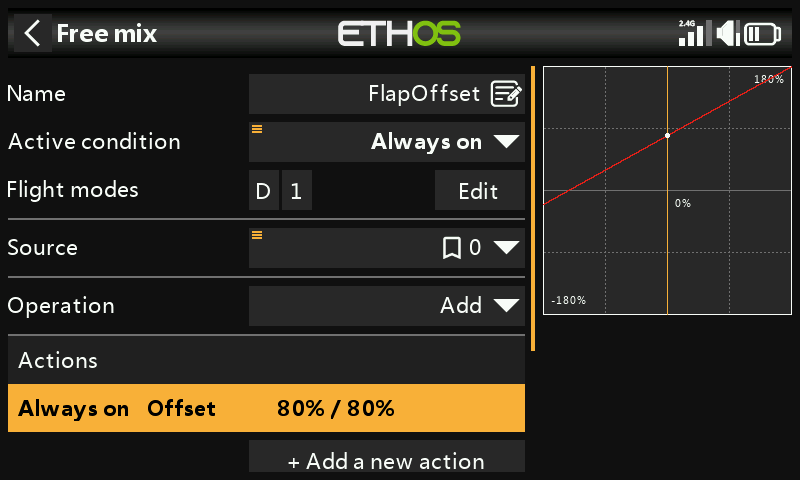 Free mix
ETHOS
2.4G
Name
FlapOffset
Active condition
Always on
Flight modes
D 1
Edit
Source
0
Operation
Add
Actions
Always on Offset 80% / 80%
+ Add a new action
180%
0%
-180%